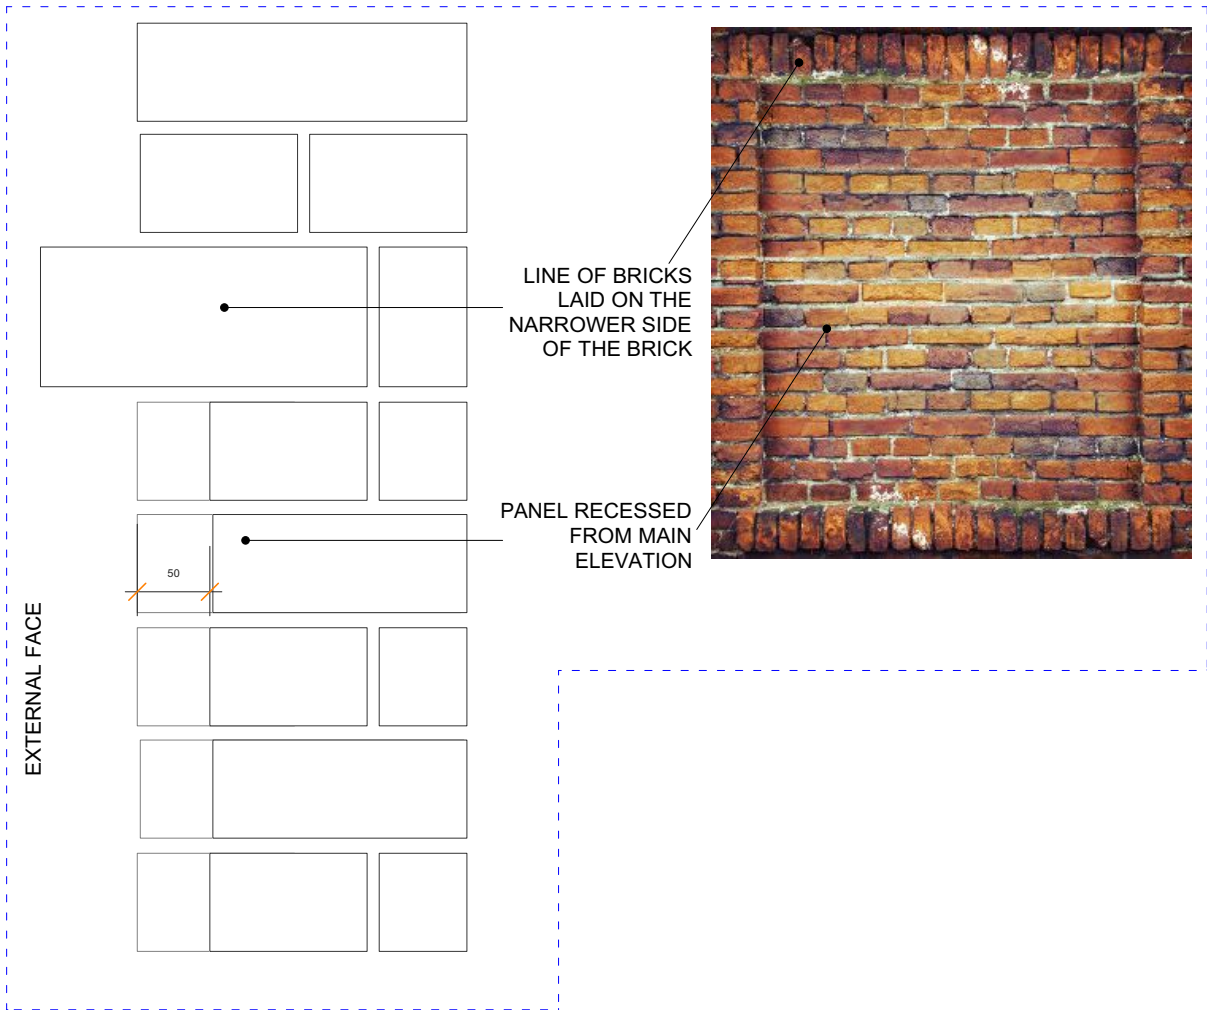 LINE OF BRICKS
LAID ON THE
NARROWER SIDE
OF THE BRICK
PANEL RECESSED
FROM MAIN
ELEVATION
50
EXTERNAL FACE